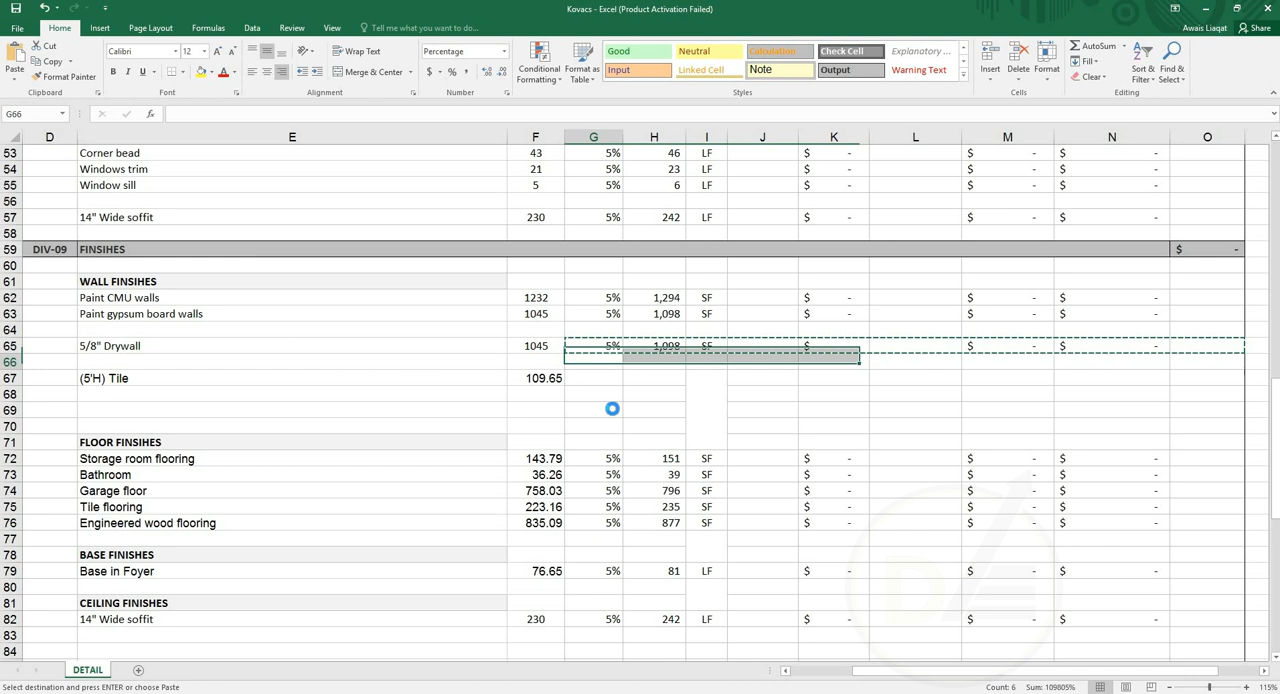 Kovacs - Excel (Product Activation Failed)
File Home Insert Page Layout Formulas Data Review View Tell me what you want to do... Awais Liaqat Share
Paste Cut Copy Format Painter Clipboard
Calibri 12 B I U Font
Wrap Text Merge & Center Alignment
Percentage $ % Number
Conditional Formatting Format as Table
Good Neutral Calculation Check Cell Explanatory ...
Input Linked Cell Note Output Warning Text
Styles
Insert Delete Format Cells
AutoSum Fill Clear Sort & Filter Find & Select Editing
G66 fx
D E F G H I J K L M N O
53 Corner bead 43 5% 46 LF $ - $ - $ -
54 Windows trim 21 5% 23 LF $ - $ - $ -
55 Window sill 5 5% 6 LF $ - $ - $ -
56
57 14" Wide soffit 230 5% 242 LF $ - $ - $ -
58
59 DIV-09 FINSIHES $ -
60
61 WALL FINSIHES
62 Paint CMU walls 1232 5% 1,294 SF $ - $ - $ -
63 Paint gypsum board walls 1045 5% 1,098 SF $ - $ - $ -
64
65 5/8" Drywall 1045 5% 1,098 SF $ - $ - $ -
66
67 (5'H) Tile 109.65
68
69
70
71 FLOOR FINSIHES
72 Storage room flooring 143.79 5% 151 SF $ - $ - $ -
73 Bathroom 36.26 5% 39 SF $ - $ - $ -
74 Garage floor 758.03 5% 796 SF $ - $ - $ -
75 Tile flooring 223.16 5% 235 SF $ - $ - $ -
76 Engineered wood flooring 835.09 5% 877 SF $ - $ - $ -
77
78 BASE FINISHES
79 Base in Foyer 76.65 5% 81 LF $ - $ - $ -
80
81 CEILING FINISHES
82 14" Wide soffit 230 5% 242 LF $ - $ - $ -
83
84
DETAIL
Select destination and press ENTER or choose Paste Count: 6 Sum: 109805% 115%